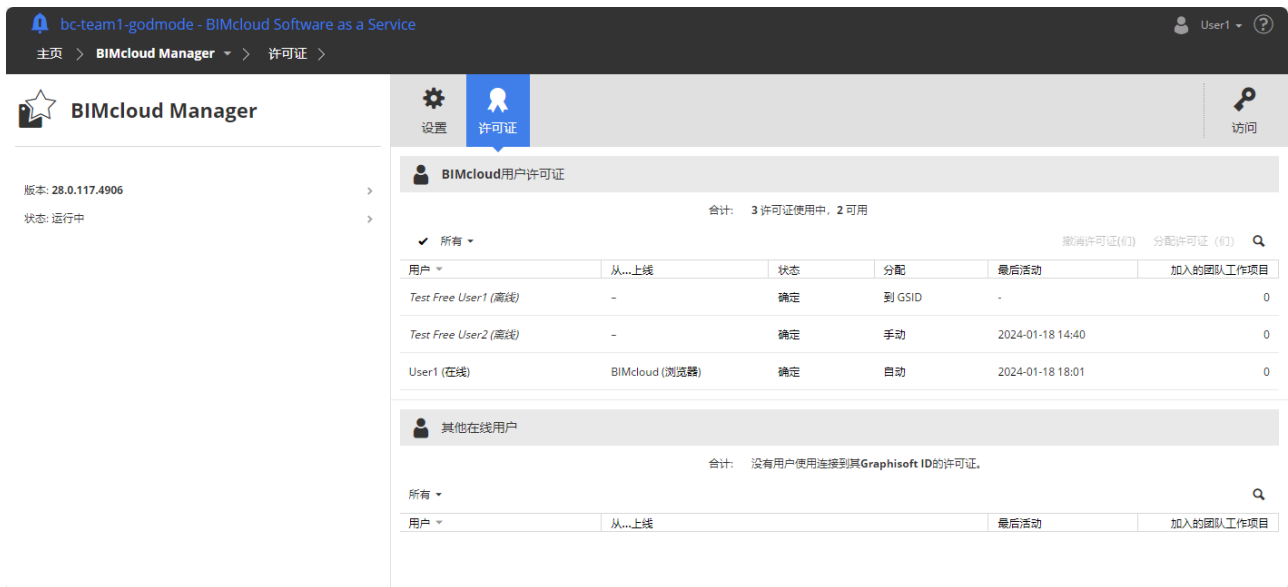 bc-team1-godmode - BIMcloud Software as a Service
User1
主页 > BIMcloud Manager > 许可证 >
BIMcloud Manager
设置
许可证
访问
版本: 28.0.117.4906
状态: 运行中
BIMcloud用户许可证
合计: 3 许可证使用中, 2 可用
所有 撤消许可证(们) 分配许可证（们）
用户 从...上线 状态 分配 最后活动 加入的团队工作项目
Test Free User1 (离线) – 确定 到 GSID - 0
Test Free User2 (离线) – 确定 手动 2024-01-18 14:40 0
User1 (在线) BIMcloud (浏览器) 确定 自动 2024-01-18 18:01 0
其他在线用户
合计: 没有用户使用连接到其Graphisoft ID的许可证。
所有
用户 从...上线 最后活动 加入的团队工作项目